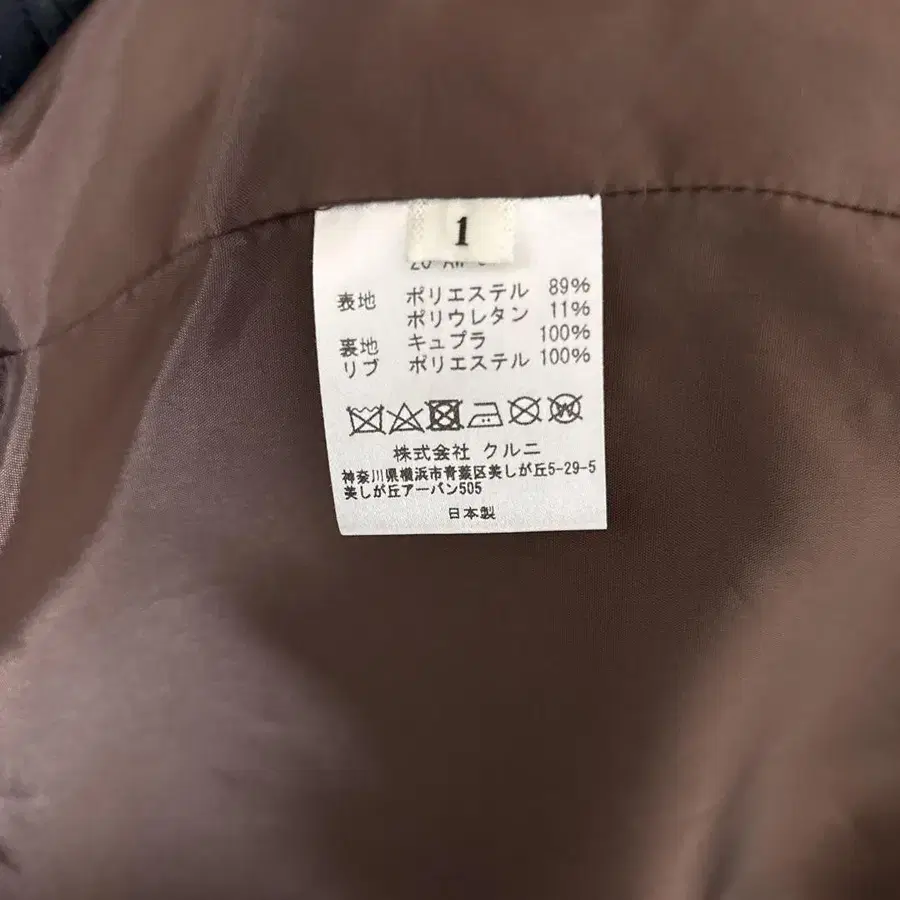 1
表地 ポリエステル 89%
ポリウレタン 11%
裏地 キュプラ 100%
リブ ポリエステル 100%
W
株式会社 クルニ
神奈川県横浜市青葉区美しが丘5-29-5
美しが丘アーバン505
日本製